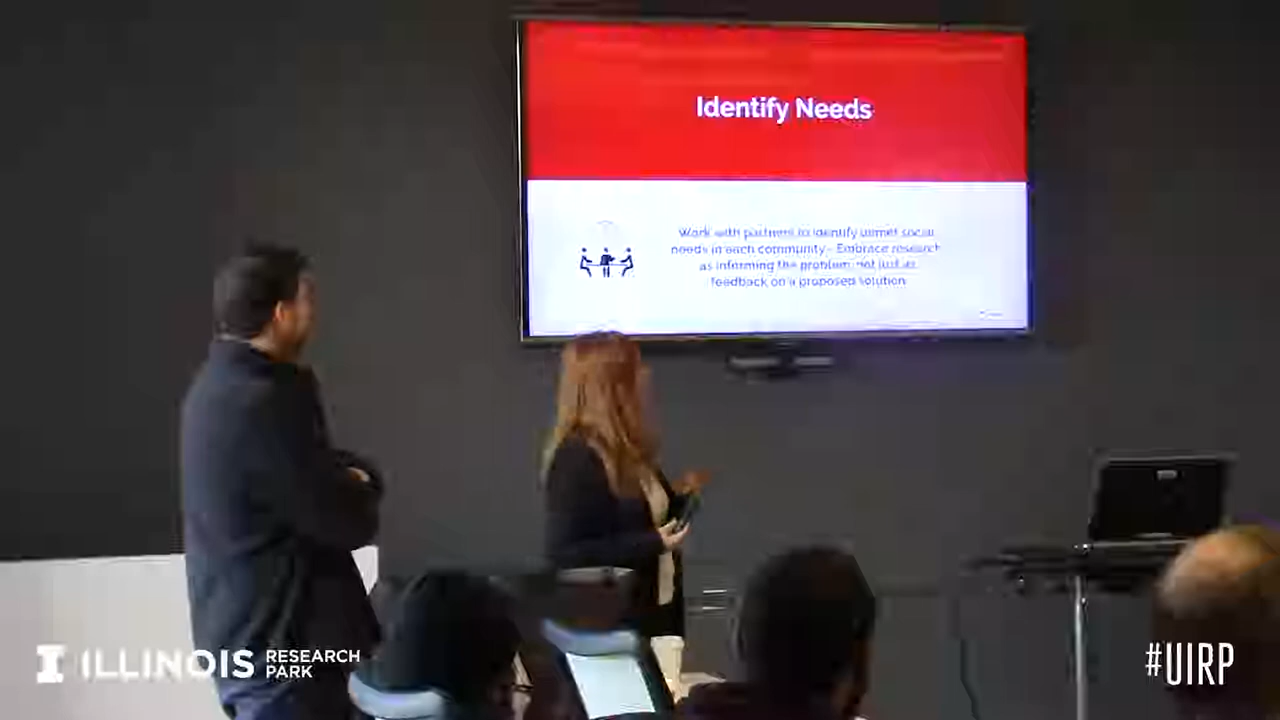 Identify Needs
Work with partners to identify unmet social
needs in each community - Embrace research
as informing the problem, not just as
feedback on a proposed solution
ILLINOIS
RESEARCH
PARK
#UIRP